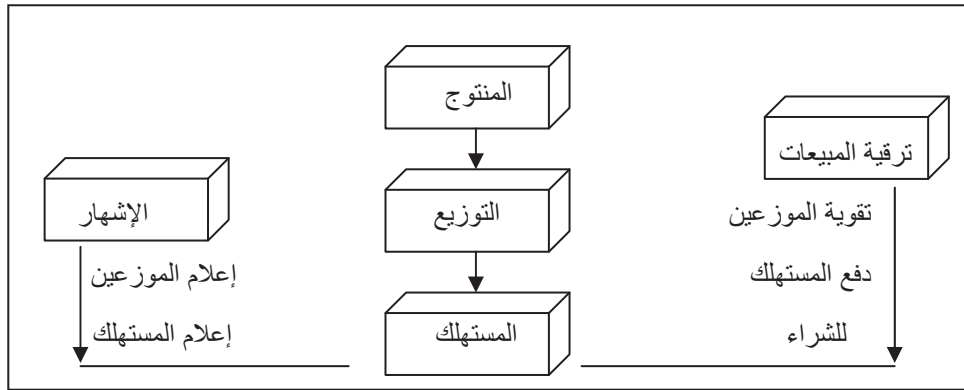 المنتوج
ترقية المبيعات
التوزيع
الإشهار
تقوية الموزعين
إعلام الموزعين
دفع المستهلك
المستهلك
للشراء
إعلام المستهلك